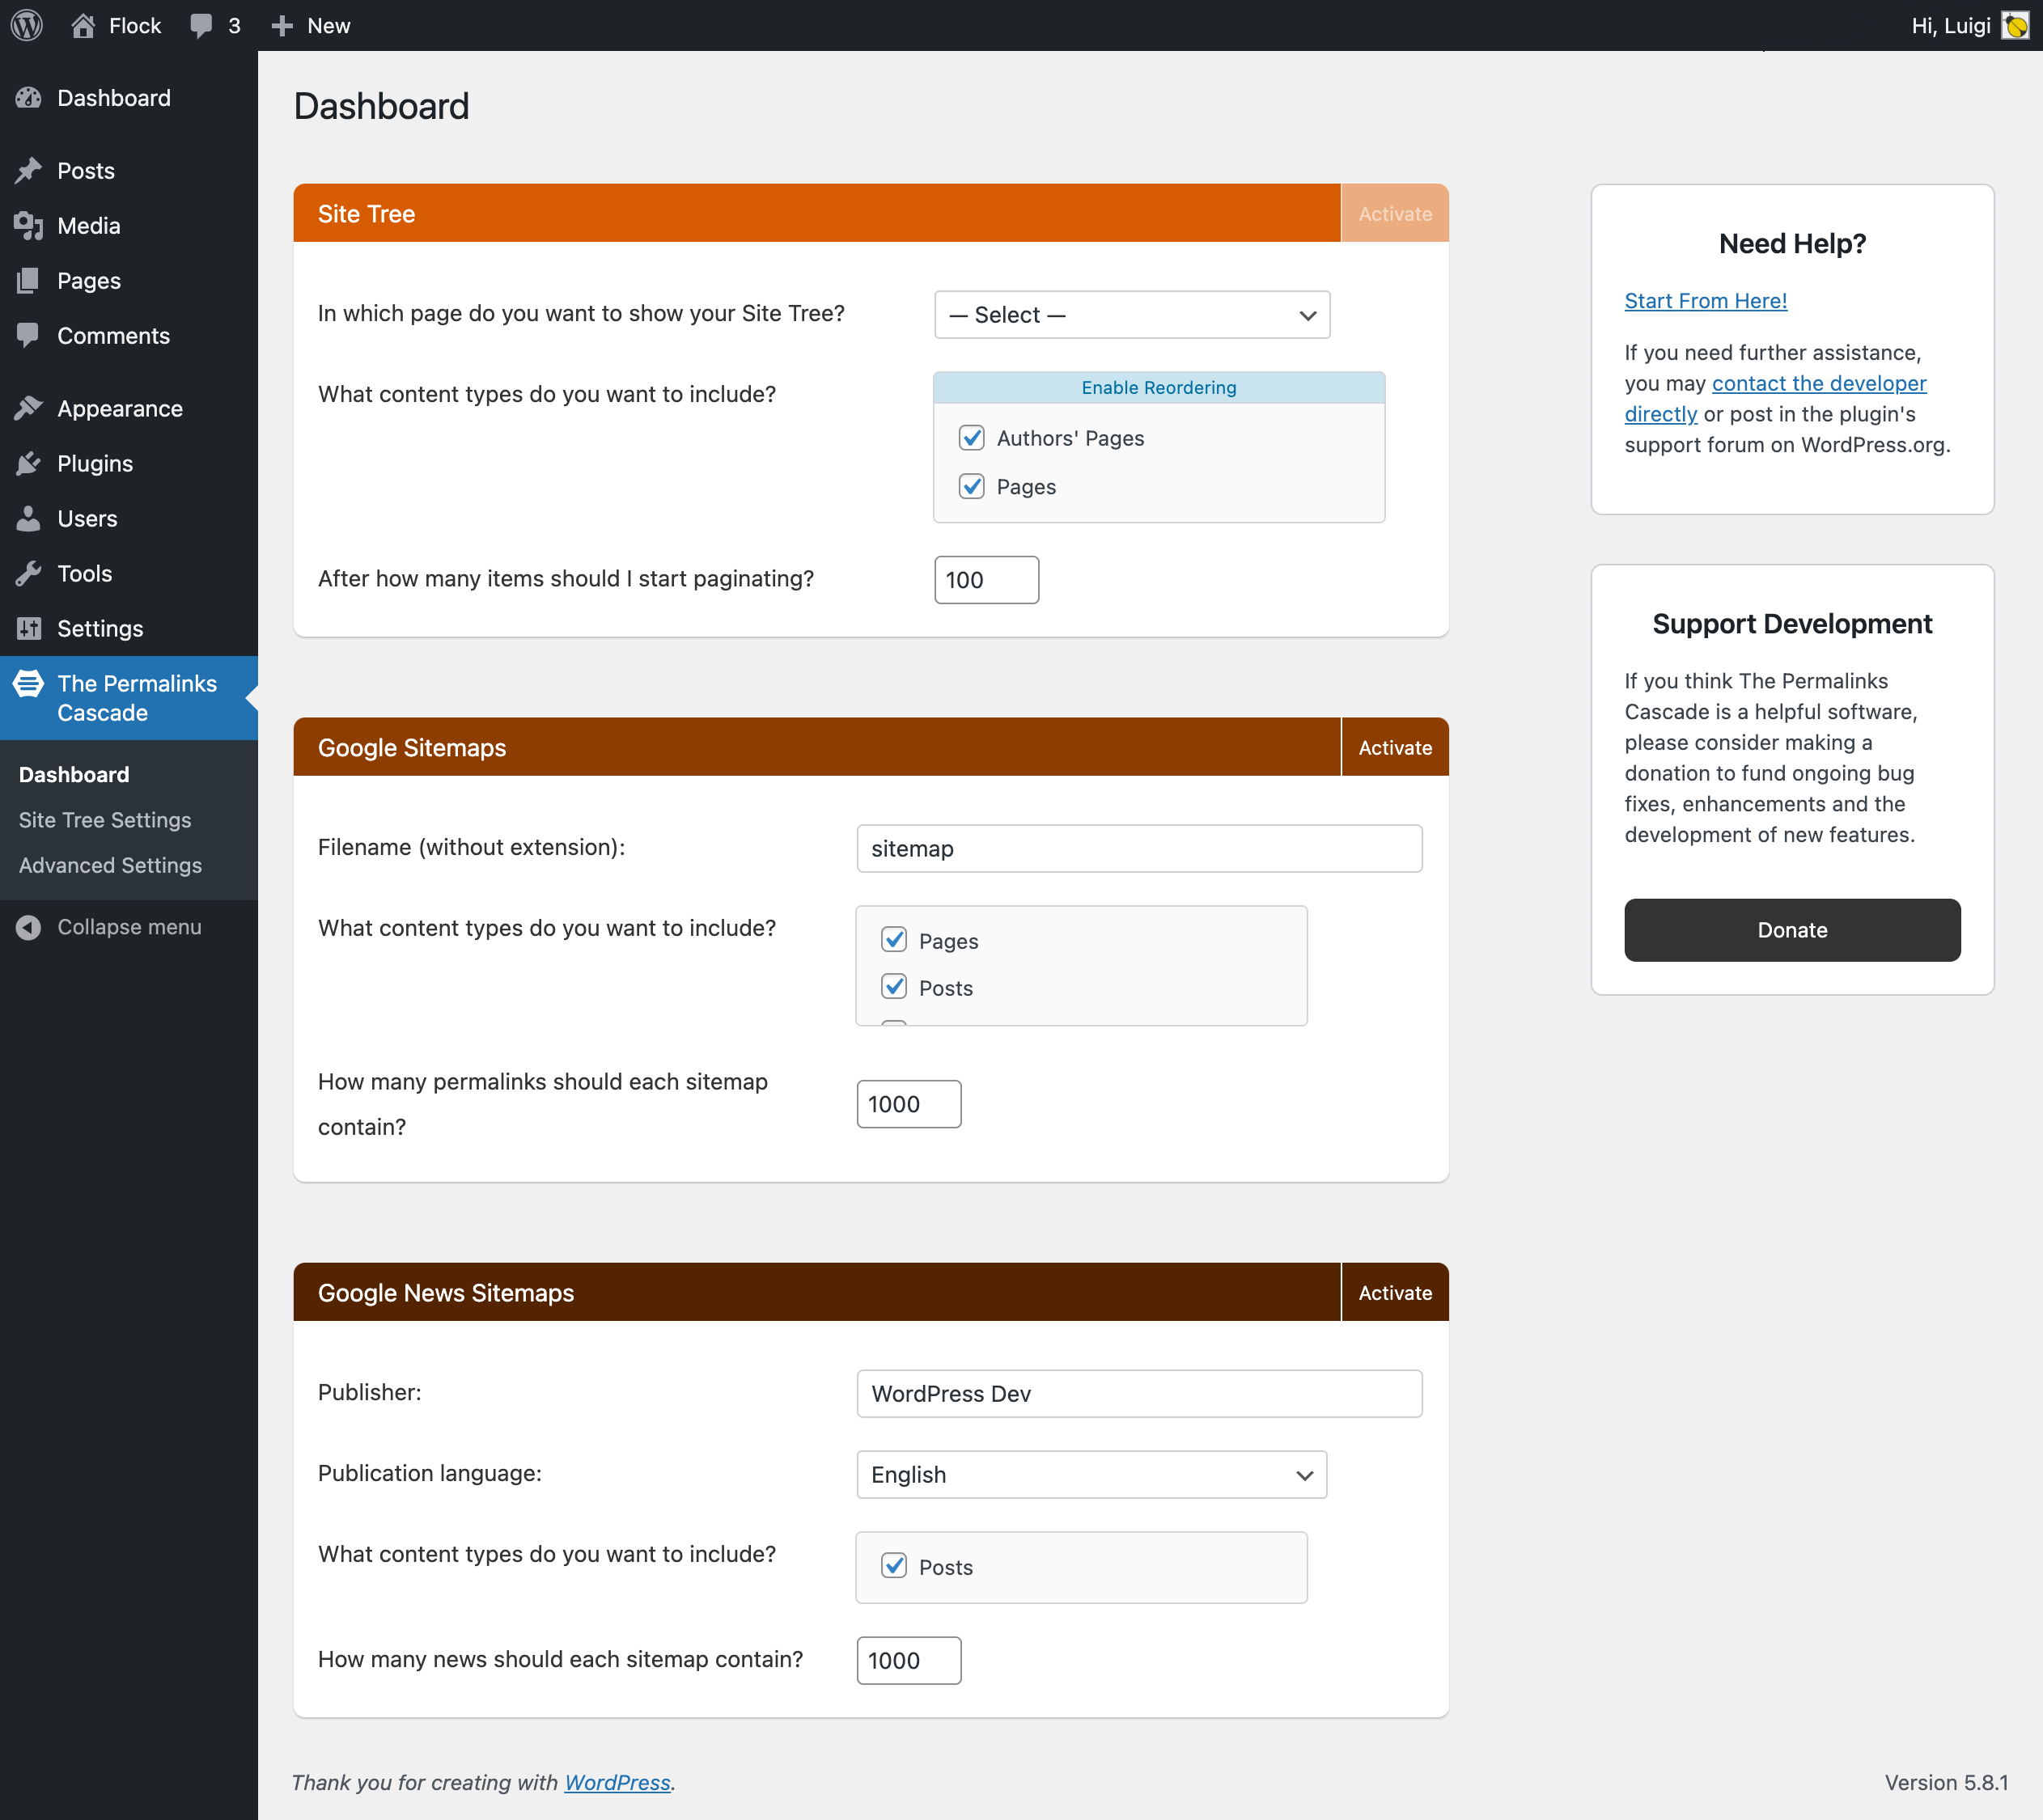 Flock
3
New
Hi, Luigi
Dashboard
Posts
Media
Pages
Comments
Appearance
Plugins
Users
Tools
Settings
The Permalinks
Cascade
Dashboard
Site Tree Settings
Advanced Settings
Collapse menu
Dashboard
Site Tree
Activate
In which page do you want to show your Site Tree?
— Select —
What content types do you want to include?
Enable Reordering
Authors' Pages
Pages
After how many items should I start paginating?
100
Google Sitemaps
Activate
Filename (without extension):
sitemap
What content types do you want to include?
Pages
Posts
How many permalinks should each sitemap
contain?
1000
Google News Sitemaps
Activate
Publisher:
WordPress Dev
Publication language:
English
What content types do you want to include?
Posts
How many news should each sitemap contain?
1000
Need Help?
Start From Here!
If you need further assistance,
you may contact the developer
directly or post in the plugin's
support forum on WordPress.org.
Support Development
If you think The Permalinks
Cascade is a helpful software,
please consider making a
donation to fund ongoing bug
fixes, enhancements and the
development of new features.
Donate
Thank you for creating with WordPress.
Version 5.8.1